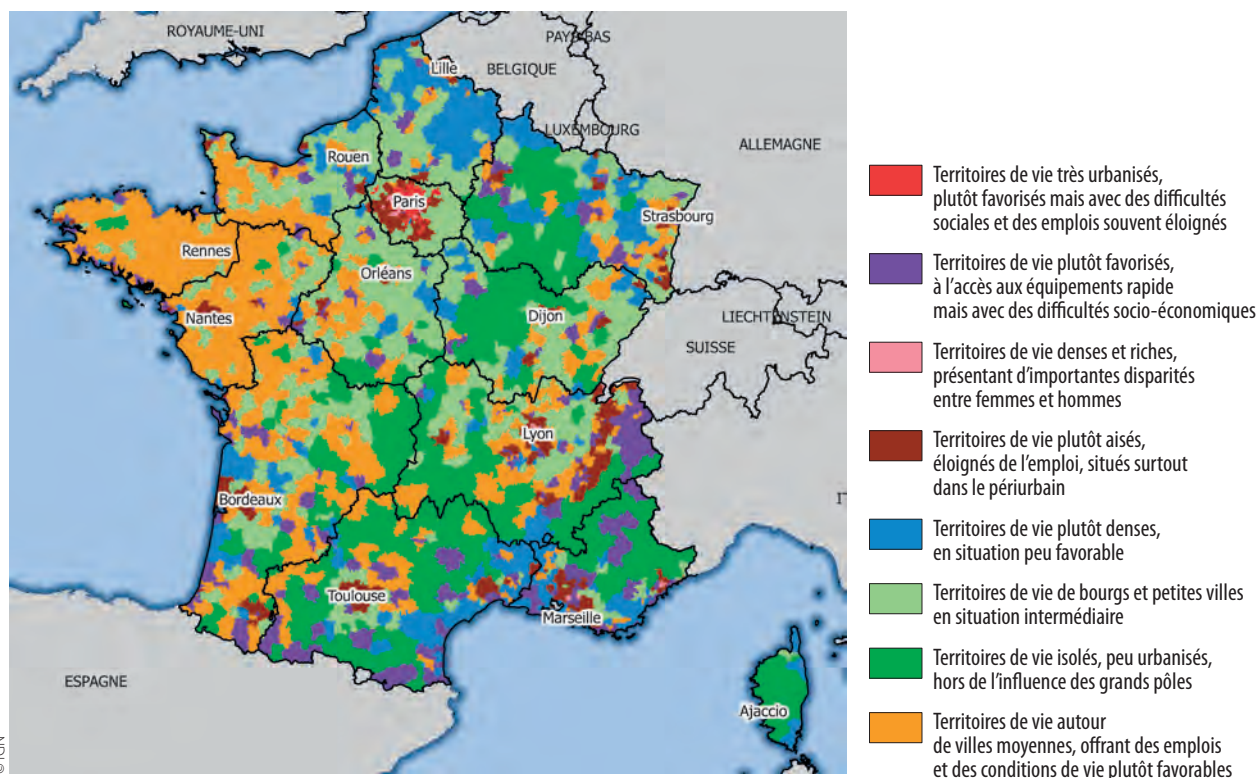 ROYAUME-UNI
PAYS-BAS
Lille
BELGIQUE
LUXEMBOURG
ALLEMAGNE
Rouen
Paris
Strasbourg
Rennes
Orléans
Nantes
Dijon
LIECHTENSTEIN
SUISSE
Lyon
Bordeaux
IT
Toulouse
Marseille
ESPAGNE
Ajaccio
© IGN
Territoires de vie très urbanisés,
plutôt favorisés mais avec des difficultés
sociales et des emplois souvent éloignés
Territoires de vie plutôt favorisés,
à l’accès aux équipements rapide
mais avec des difficultés socio-économiques
Territoires de vie denses et riches,
présentant d’importantes disparités
entre femmes et hommes
Territoires de vie plutôt aisés,
éloignés de l’emploi, situés surtout
dans le périurbain
Territoires de vie plutôt denses,
en situation peu favorable
Territoires de vie de bourgs et petites villes
en situation intermédiaire
Territoires de vie isolés, peu urbanisés,
hors de l’influence des grands pôles
Territoires de vie autour
de villes moyennes, offrant des emplois
et des conditions de vie plutôt favorables